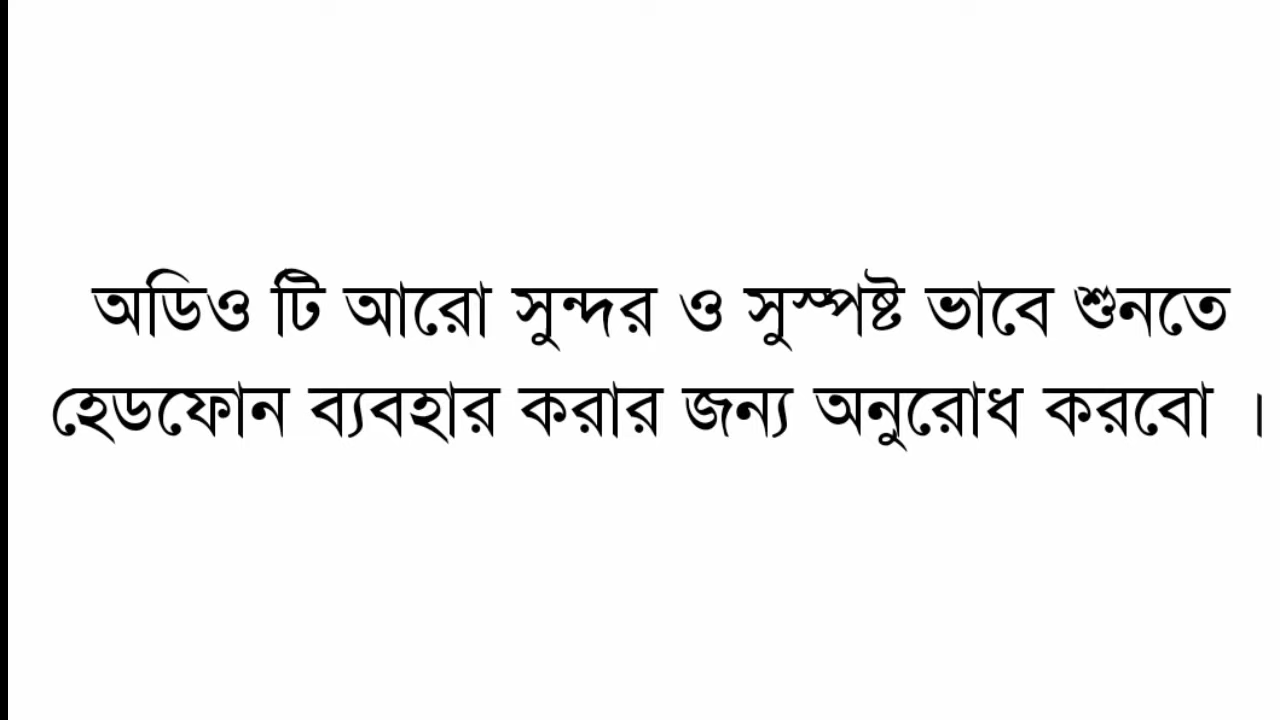 অডিও টি আরো সুন্দর ও সুস্পষ্ট ভাবে শুনতে
হেডফোন ব্যবহার করার জন্য অনুরোধ করবো ।